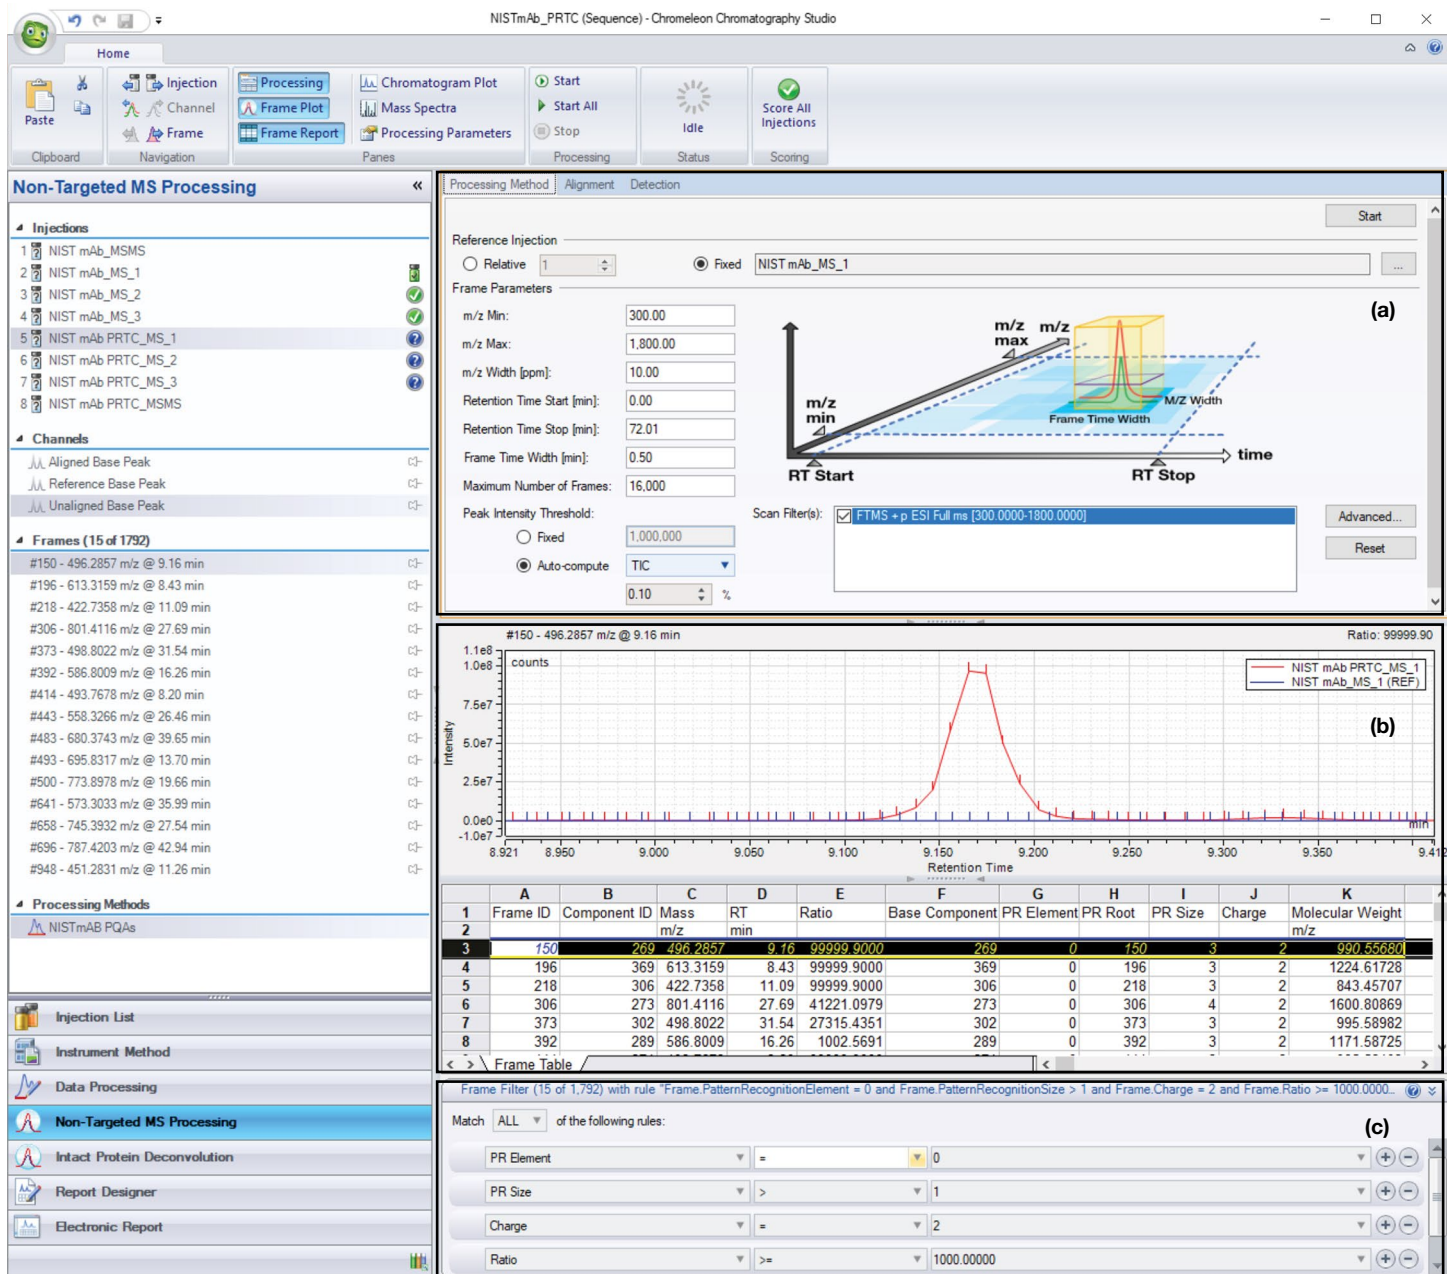 NISTmAb_PRTC (Sequence) - Chromeleon Chromatography Studio
Home
Paste
Injection
Channel
Frame
Processing
Frame Plot
Frame Report
Chromatogram Plot
Mass Spectra
Processing Parameters
Start
Start All
Stop
Idle
Score All
Injections
Clipboard Navigation Panes Processing Status Scoring
Non-Targeted MS Processing «
Injections
1 NIST mAb_MSMS
2 NIST mAb_MS_1
3 NIST mAb_MS_2
4 NIST mAb_MS_3
5 NIST mAb PRTC_MS_1
6 NIST mAb PRTC_MS_2
7 NIST mAb PRTC_MS_3
8 NIST mAb PRTC_MSMS
Channels
Aligned Base Peak
Reference Base Peak
Unaligned Base Peak
Frames (15 of 1792)
#150 - 496.2857 m/z @ 9.16 min
#196 - 613.3159 m/z @ 8.43 min
#218 - 422.7358 m/z @ 11.09 min
#306 - 801.4116 m/z @ 27.69 min
#373 - 498.8022 m/z @ 31.54 min
#392 - 586.8009 m/z @ 16.26 min
#414 - 493.7678 m/z @ 8.20 min
#443 - 558.3266 m/z @ 26.46 min
#483 - 680.3743 m/z @ 39.65 min
#493 - 695.8317 m/z @ 13.70 min
#500 - 773.8978 m/z @ 19.66 min
#641 - 573.3033 m/z @ 35.99 min
#658 - 745.3932 m/z @ 27.54 min
#696 - 787.4203 m/z @ 42.94 min
#948 - 451.2831 m/z @ 11.26 min
Processing Methods
NISTmAB PQAs
Injection List
Instrument Method
Data Processing
Non-Targeted MS Processing
Intact Protein Deconvolution
Report Designer
Electronic Report
Processing Method Alignment Detection
Start
Reference Injection
Relative 1 Fixed NIST mAb_MS_1 ...
Frame Parameters
(a)
m/z Min: 300.00
m/z Max: 1,800.00
m/z Width [ppm]: 10.00
Retention Time Start [min]: 0.00
Retention Time Stop [min]: 72.01
Frame Time Width [min]: 0.50
Maximum Number of Frames: 16,000
m/z
max
m/z
m/z
min
M/Z Width
Frame Time Width
time
RT Start
RT Stop
Peak Intensity Threshold:
Fixed 1,000,000
Auto-compute TIC
0.10 %
Scan Filter(s): FTMS + p ESI Full ms [300.0000-1800.0000]
Advanced...
Reset
#150 - 496.2857 m/z @ 9.16 min Ratio: 99999.90
counts
NIST mAb PRTC_MS_1
NIST mAb_MS_1 (REF)
(b)
Intensity
1.1e8
1.0e8
7.5e7
5.0e7
2.5e7
0.0e0
-1.0e7
min
8.921 8.950 9.000 9.050 9.100 9.150 9.200 9.250 9.300 9.350 9.412
Retention Time
A B C D E F G H I J K
1 Frame ID Component ID Mass RT Ratio Base Component PR Element PR Root PR Size Charge Molecular Weight
2 m/z min m/z
3 150 269 496.2857 9.16 99999.9000 269 0 150 3 2 990.55680
4 196 369 613.3159 8.43 99999.9000 369 0 196 3 2 1224.61728
5 218 306 422.7358 11.09 99999.9000 306 0 218 3 2 843.45707
6 306 273 801.4116 27.69 41221.0979 273 0 306 4 2 1600.80869
7 373 302 498.8022 31.54 27315.4351 302 0 373 3 2 995.58982
8 392 289 586.8009 16.26 1002.5691 289 0 392 3 2 1171.58725
Frame Table
Frame Filter (15 of 1,792) with rule "Frame.PatternRecognitionElement = 0 and Frame.PatternRecognitionSize > 1 and Frame.Charge = 2 and Frame.Ratio >= 1000.0000...
Match ALL of the following rules:
(c)
PR Element = 0
PR Size > 1
Charge = 2
Ratio >= 1000.00000